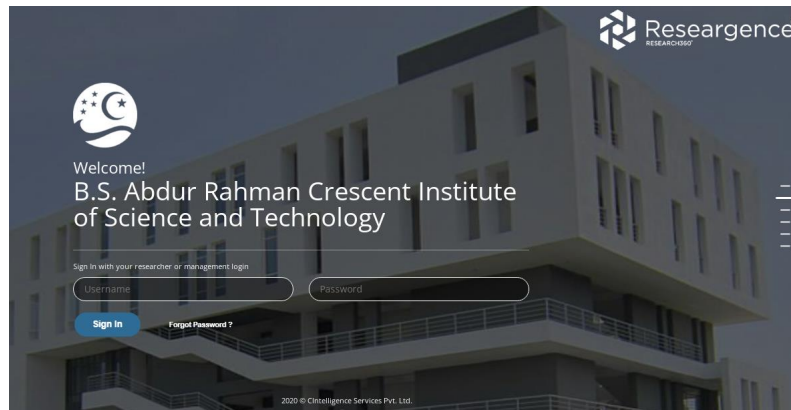 Researgence
RESEARCH360°
Welcome!
B.S. Abdur Rahman Crescent Institute
of Science and Technology
Sign In with your researcher or management login
Username
Password
Sign In
Forgot Password ?
2020 © CIntelligence Services Pvt. Ltd.